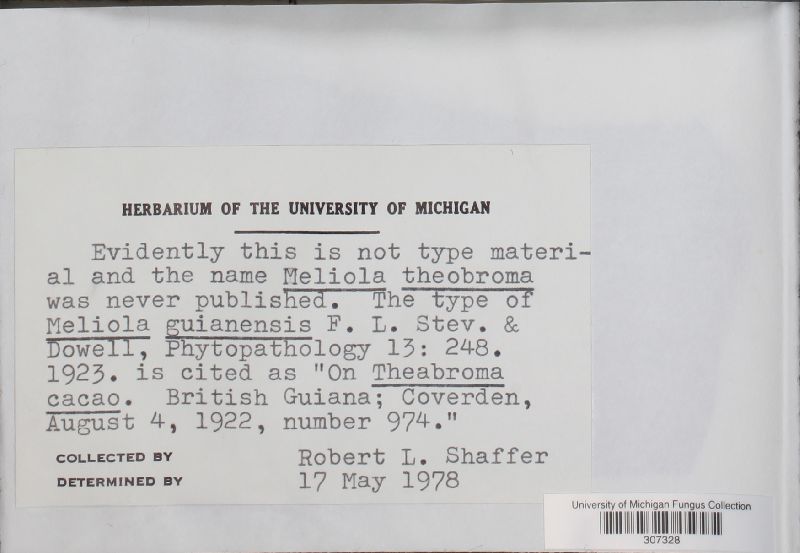 HERBARIUM OF THE UNIVERSITY OF MICHIGAN
Evidently this is not type materi-
al and the name Meliola theobroma
was never published. The type of
Meliola guianensis F. L. Stev. &
Dowell, Phytopathology 13: 248.
1923. is cited as "On Theabroma
cacao. British Guiana; Coverden,
August 4, 1922, number 974."
COLLECTED BY Robert L. Shaffer
DETERMINED BY 17 May 1978
University of Michigan Fungus Collection
307328